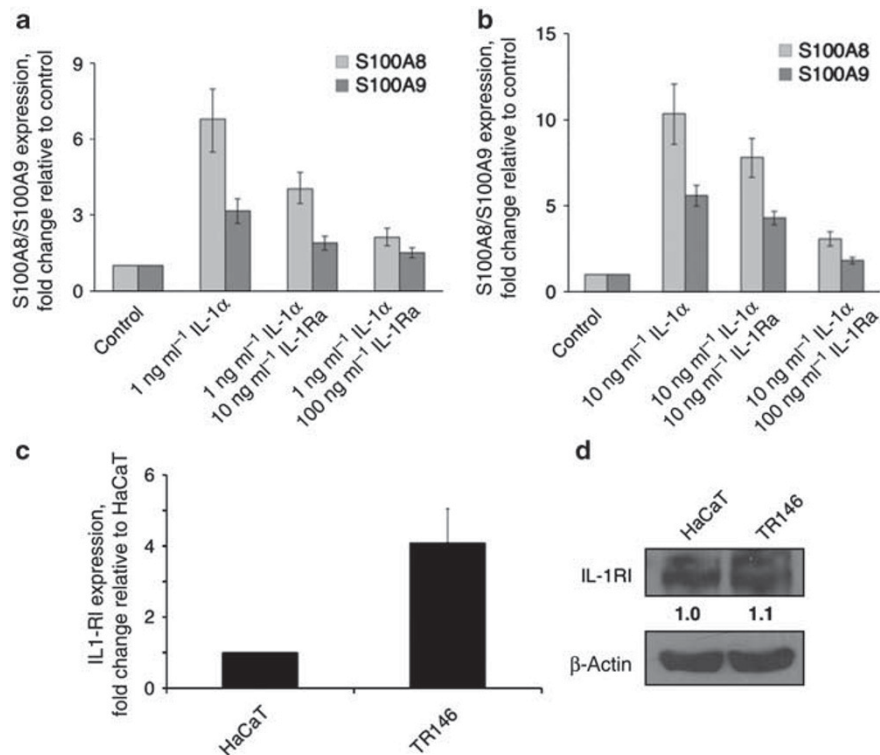 a
S100A8/S100A9 expression,
fold change relative to control
9
6
3
0
S100A8
S100A9
Control
1 ng ml⁻¹ IL-1α
1 ng ml⁻¹ IL-1α
10 ng ml⁻¹ IL-1Ra
1 ng ml⁻¹ IL-1α
100 ng ml⁻¹ IL-1Ra
b
S100A8/S100A9 expression,
fold change relative to control
15
10
5
0
S100A8
S100A9
Control
10 ng ml⁻¹ IL-1α
10 ng ml⁻¹ IL-1α
10 ng ml⁻¹ IL-1Ra
10 ng ml⁻¹ IL-1α
100 ng ml⁻¹ IL-1Ra
c
IL1-RI expression,
fold change relative to HaCaT
6
4
2
0
HaCaT
TR146
d
HaCaT
TR146
IL-1RI
1.0 1.1
β-Actin